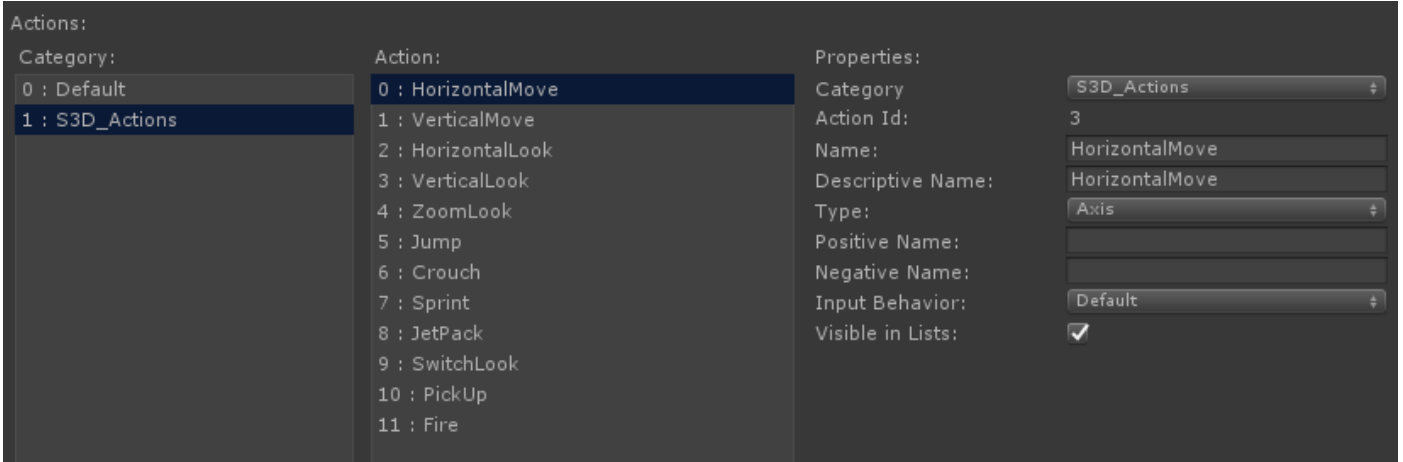 Actions:
Category:
0 : Default
1 : S3D_Actions
Action:
0 : HorizontalMove
1 : VerticalMove
2 : HorizontalLook
3 : VerticalLook
4 : ZoomLook
5 : Jump
6 : Crouch
7 : Sprint
8 : JetPack
9 : SwitchLook
10 : PickUp
11 : Fire
Properties:
Category S3D_Actions
Action Id: 3
Name: HorizontalMove
Descriptive Name: HorizontalMove
Type: Axis
Positive Name:
Negative Name:
Input Behavior: Default
Visible in Lists: